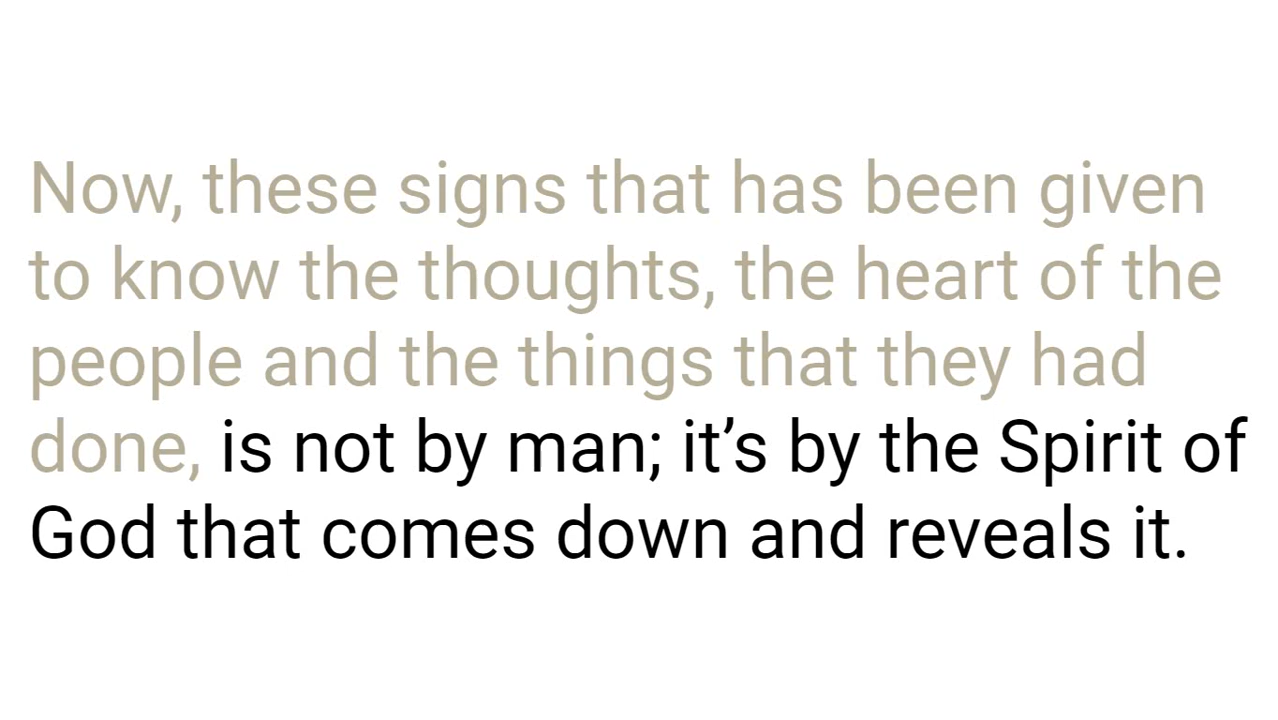 Now, these signs that has been given
to know the thoughts, the heart of the
people and the things that they had
done, is not by man; it’s by the Spirit of
God that comes down and reveals it.